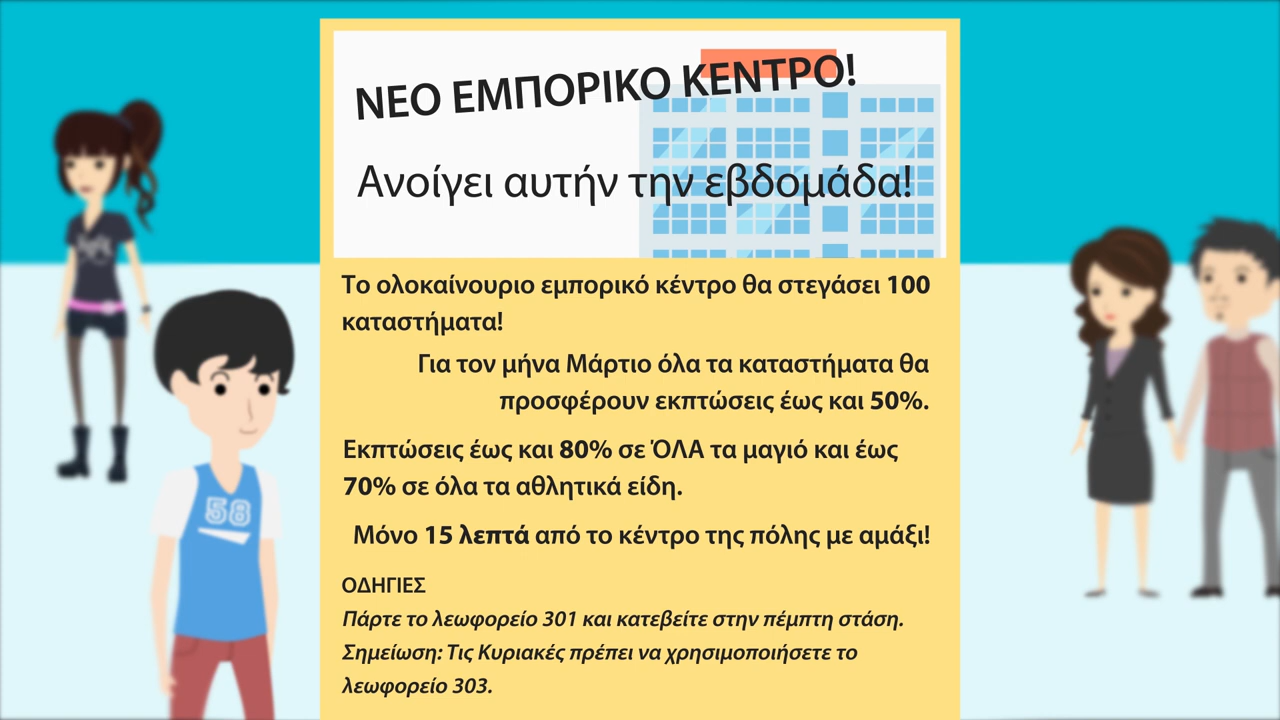 ΝΕΟ ΕΜΠΟΡΙΚΟ ΚΕΝΤΡΟ!
Ανοίγει αυτήν την εβδομάδα!
Το ολοκαίνουριο εμπορικό κέντρο θα στεγάσει 100
καταστήματα!
Για τον μήνα Μάρτιο όλα τα καταστήματα θα
προσφέρουν εκπτώσεις έως και 50%.
Εκπτώσεις έως και 80% σε ΌΛΑ τα μαγιό και έως
70% σε όλα τα αθλητικά είδη.
Μόνο 15 λεπτά από το κέντρο της πόλης με αμάξι!
ΟΔΗΓΙΕΣ
Πάρτε το λεωφορείο 301 και κατεβείτε στην πέμπτη στάση.
Σημείωση: Τις Κυριακές πρέπει να χρησιμοποιήσετε το
λεωφορείο 303.
58